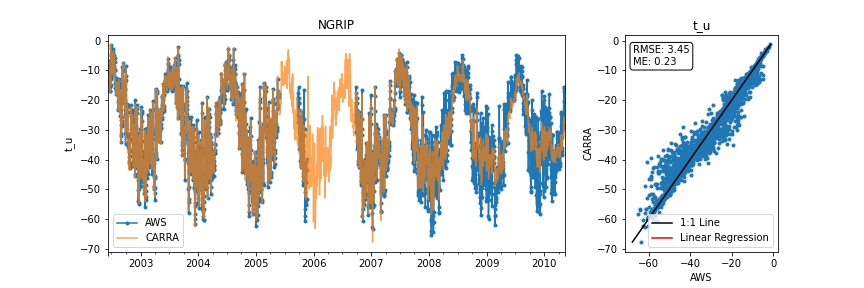 NGRIP
t_u
0
−10
−20
−30
−40
−50
−60
−70
t_u
AWS
CARRA
2003 2004 2005 2006 2007 2008 2009 2010
t_u
RMSE: 3.45
ME: 0.23
0
−10
−20
−30
−40
−50
−60
−70
CARRA
1:1 Line
Linear Regression
−60 −40 −20 0
AWS